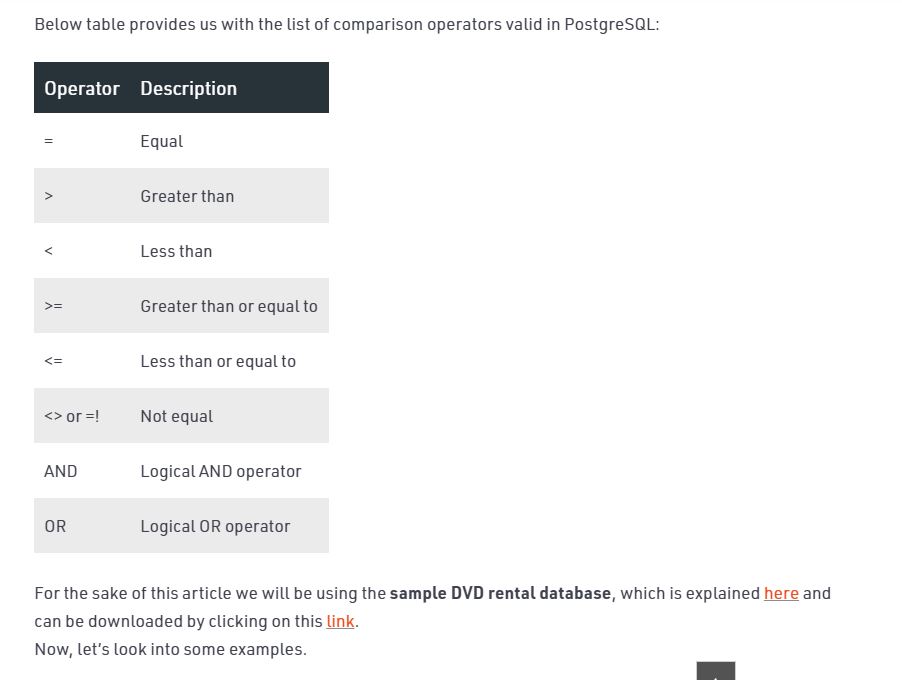 Below table provides us with the list of comparison operators valid in PostgreSQL:
Operator Description
= Equal
> Greater than
< Less than
>= Greater than or equal to
<= Less than or equal to
<> or =! Not equal
AND Logical AND operator
OR Logical OR operator
For the sake of this article we will be using the sample DVD rental database, which is explained here and
can be downloaded by clicking on this link.
Now, let's look into some examples.